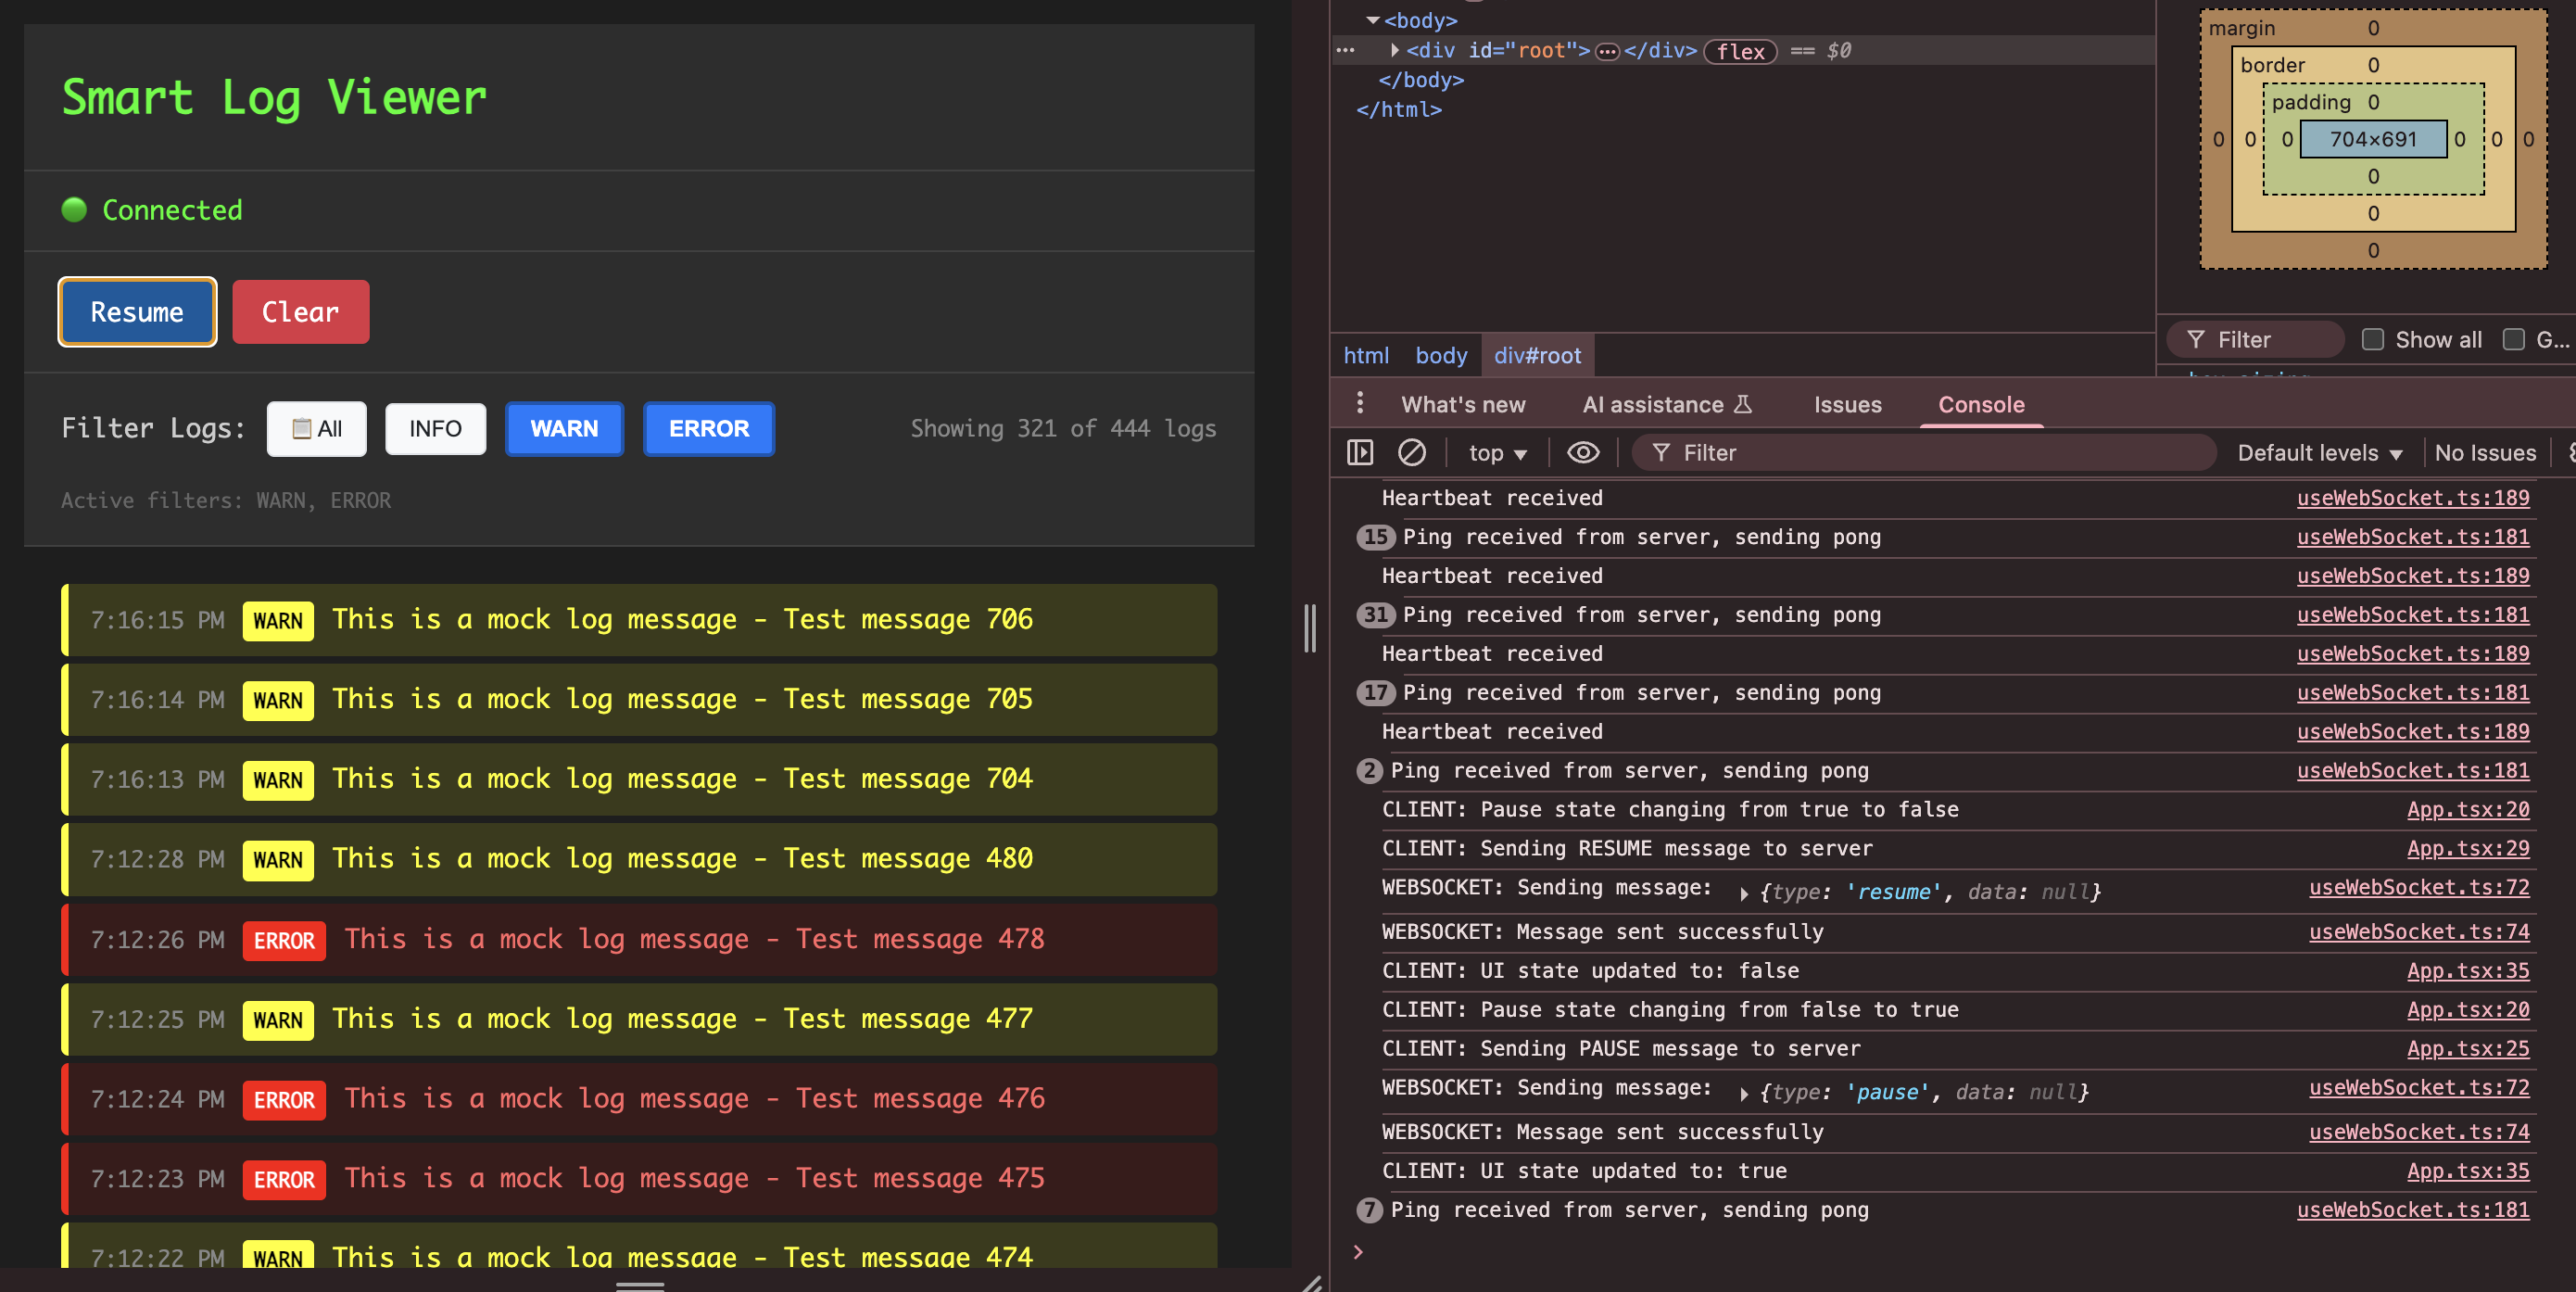 Smart Log Viewer
Connected
Resume
Clear
Filter Logs:
All
INFO
WARN
ERROR
Showing 321 of 444 logs
Active filters: WARN, ERROR
7:16:15 PM WARN This is a mock log message - Test message 706
7:16:14 PM WARN This is a mock log message - Test message 705
7:16:13 PM WARN This is a mock log message - Test message 704
7:12:28 PM WARN This is a mock log message - Test message 480
7:12:26 PM ERROR This is a mock log message - Test message 478
7:12:25 PM WARN This is a mock log message - Test message 477
7:12:24 PM ERROR This is a mock log message - Test message 476
7:12:23 PM ERROR This is a mock log message - Test message 475
7:12:22 PM WARN This is a mock log message - Test message 474
<body>
<div id="root">…</div> flex == $0
</body>
</html>
html body div#root
margin 0
border 0
padding 0
0 0 0 704×691 0 0 0
0
0
0
Filter Show all G...
What's new AI assistance Issues Console
top Filter Default levels No Issues
Heartbeat received useWebSocket.ts:189
15 Ping received from server, sending pong useWebSocket.ts:181
Heartbeat received useWebSocket.ts:189
31 Ping received from server, sending pong useWebSocket.ts:181
Heartbeat received useWebSocket.ts:189
17 Ping received from server, sending pong useWebSocket.ts:181
Heartbeat received useWebSocket.ts:189
2 Ping received from server, sending pong useWebSocket.ts:181
CLIENT: Pause state changing from true to false App.tsx:20
CLIENT: Sending RESUME message to server App.tsx:29
WEBSOCKET: Sending message: {type: 'resume', data: null} useWebSocket.ts:72
WEBSOCKET: Message sent successfully useWebSocket.ts:74
CLIENT: UI state updated to: false App.tsx:35
CLIENT: Pause state changing from false to true App.tsx:20
CLIENT: Sending PAUSE message to server App.tsx:25
WEBSOCKET: Sending message: {type: 'pause', data: null} useWebSocket.ts:72
WEBSOCKET: Message sent successfully useWebSocket.ts:74
CLIENT: UI state updated to: true App.tsx:35
7 Ping received from server, sending pong useWebSocket.ts:181